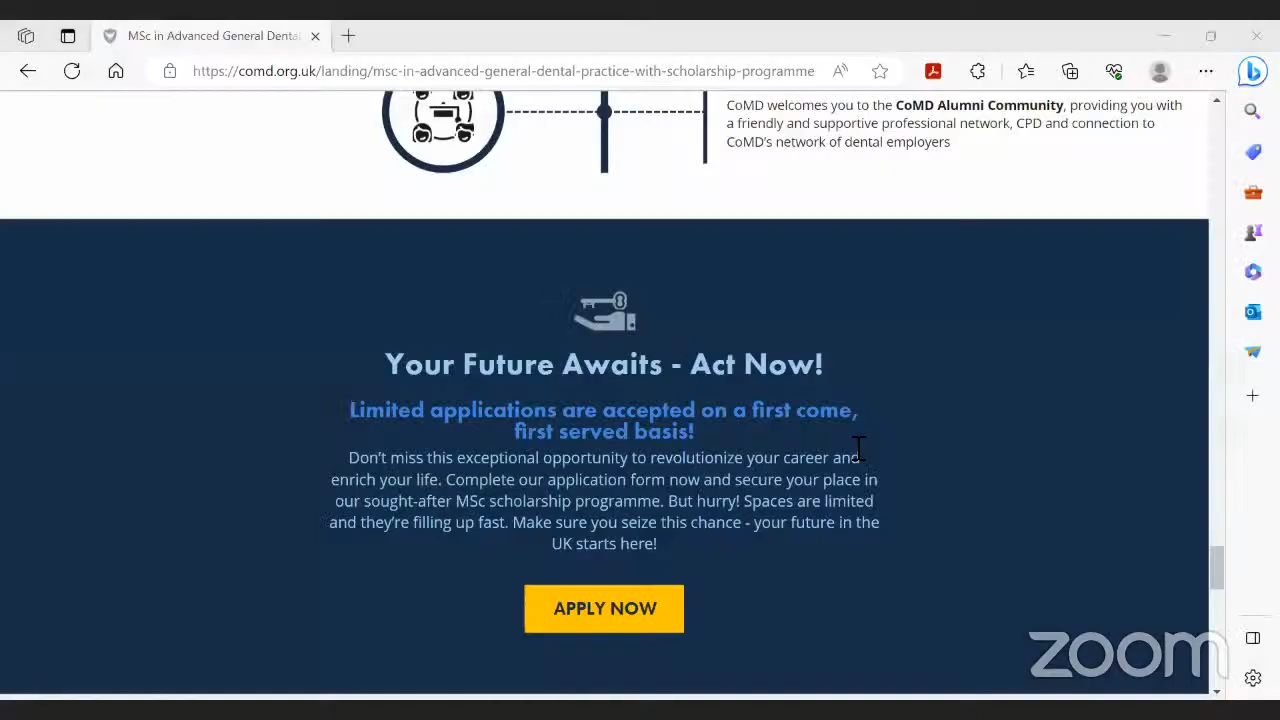 MSc in Advanced General Denta
https://comd.org.uk/landing/msc-in-advanced-general-dental-practice-with-scholarship-programme
CoMD welcomes you to the CoMD Alumni Community, providing you with
a friendly and supportive professional network, CPD and connection to
CoMD's network of dental employers
Your Future Awaits - Act Now!
Limited applications are accepted on a first come,
first served basis!
Don't miss this exceptional opportunity to revolutionize your career and
enrich your life. Complete our application form now and secure your place in
our sought-after MSc scholarship programme. But hurry! Spaces are limited
and they're filling up fast. Make sure you seize this chance - your future in the
UK starts here!
APPLY NOW
zoom